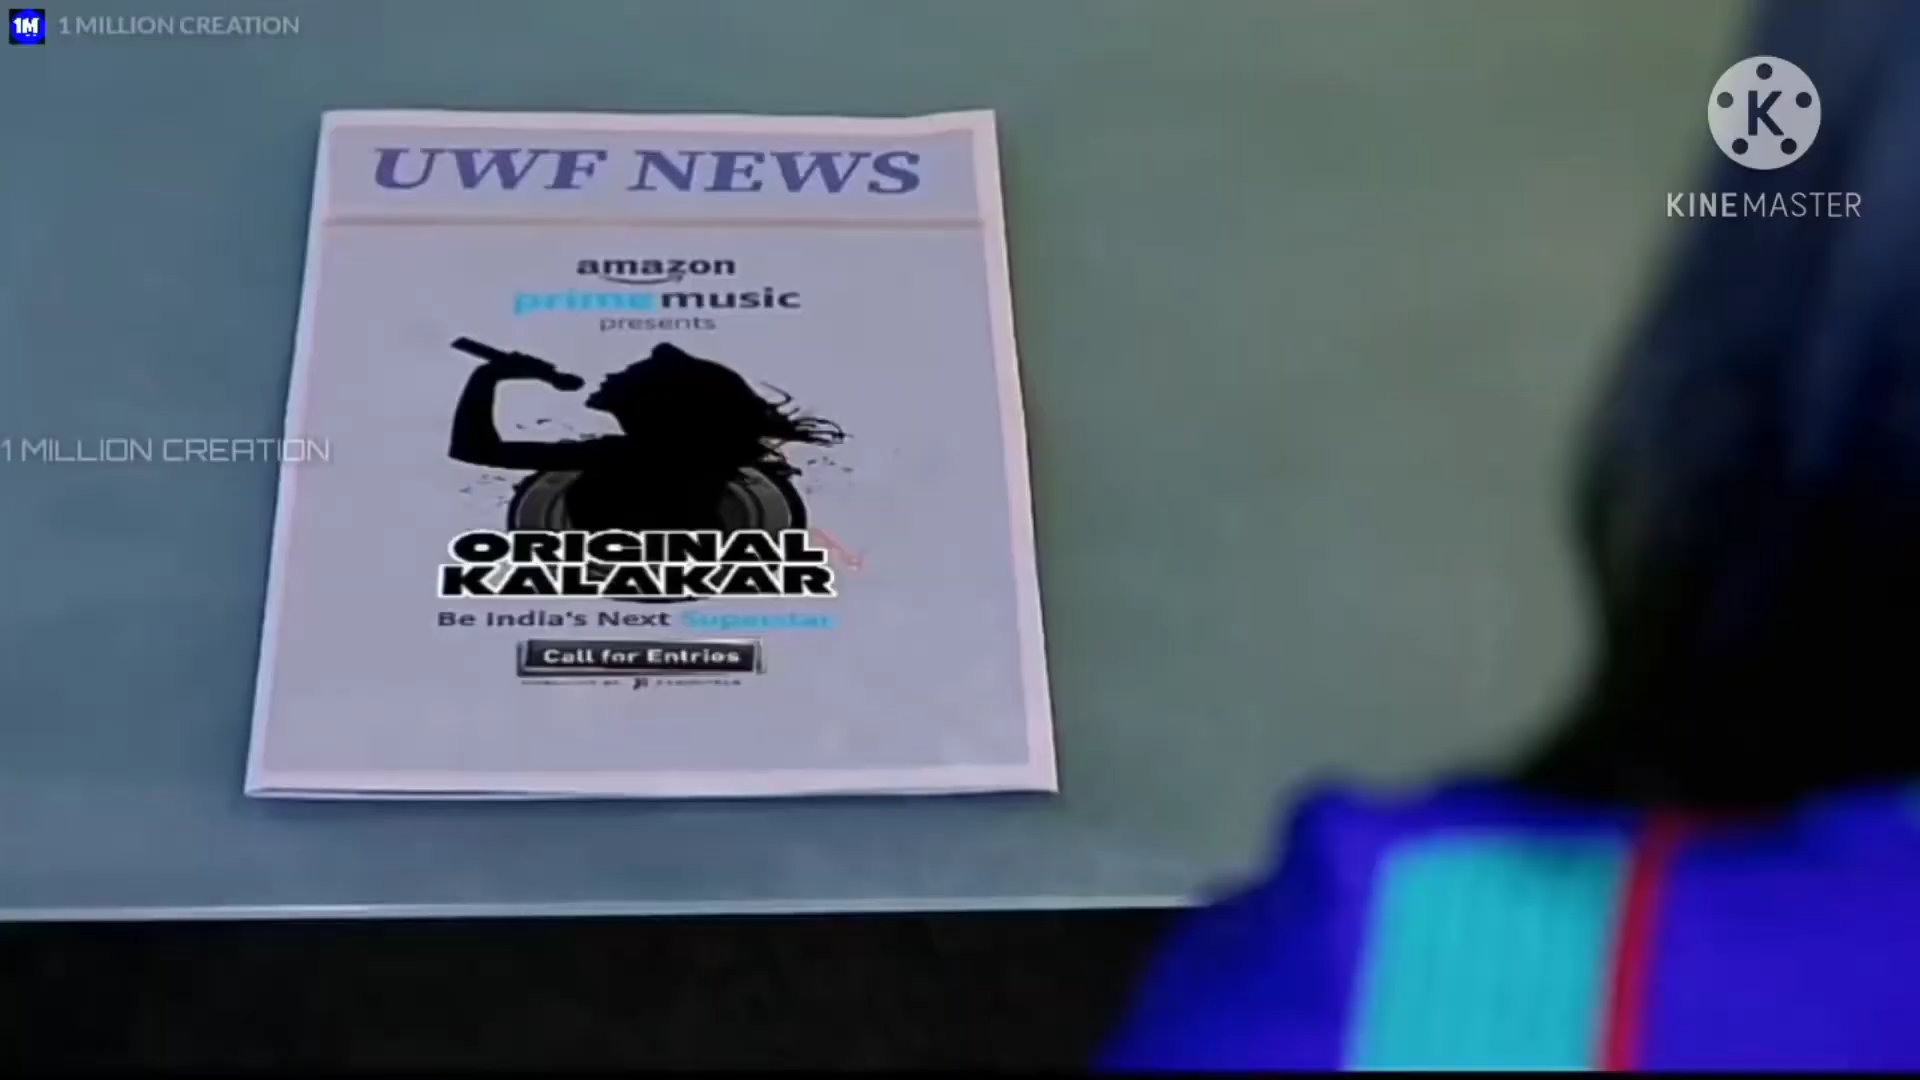 1M 1 MILLION CREATION
K
KINEMASTER
UWF NEWS
amazon
prime music
presents
1 MILLION CREATION
ORIGINAL
KALAKAR
Be India's Next Superstar
Call for Entries